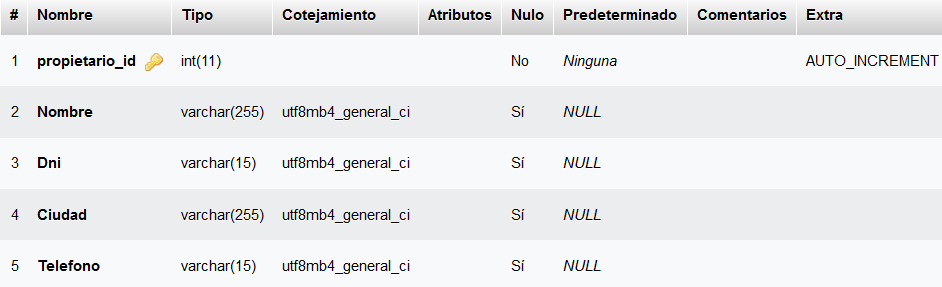 # Nombre Tipo Cotejamiento Atributos Nulo Predeterminado Comentarios Extra
1 propietario_id int(11) No Ninguna AUTO_INCREMENT
2 Nombre varchar(255) utf8mb4_general_ci Sí NULL
3 Dni varchar(15) utf8mb4_general_ci Sí NULL
4 Ciudad varchar(255) utf8mb4_general_ci Sí NULL
5 Telefono varchar(15) utf8mb4_general_ci Sí NULL